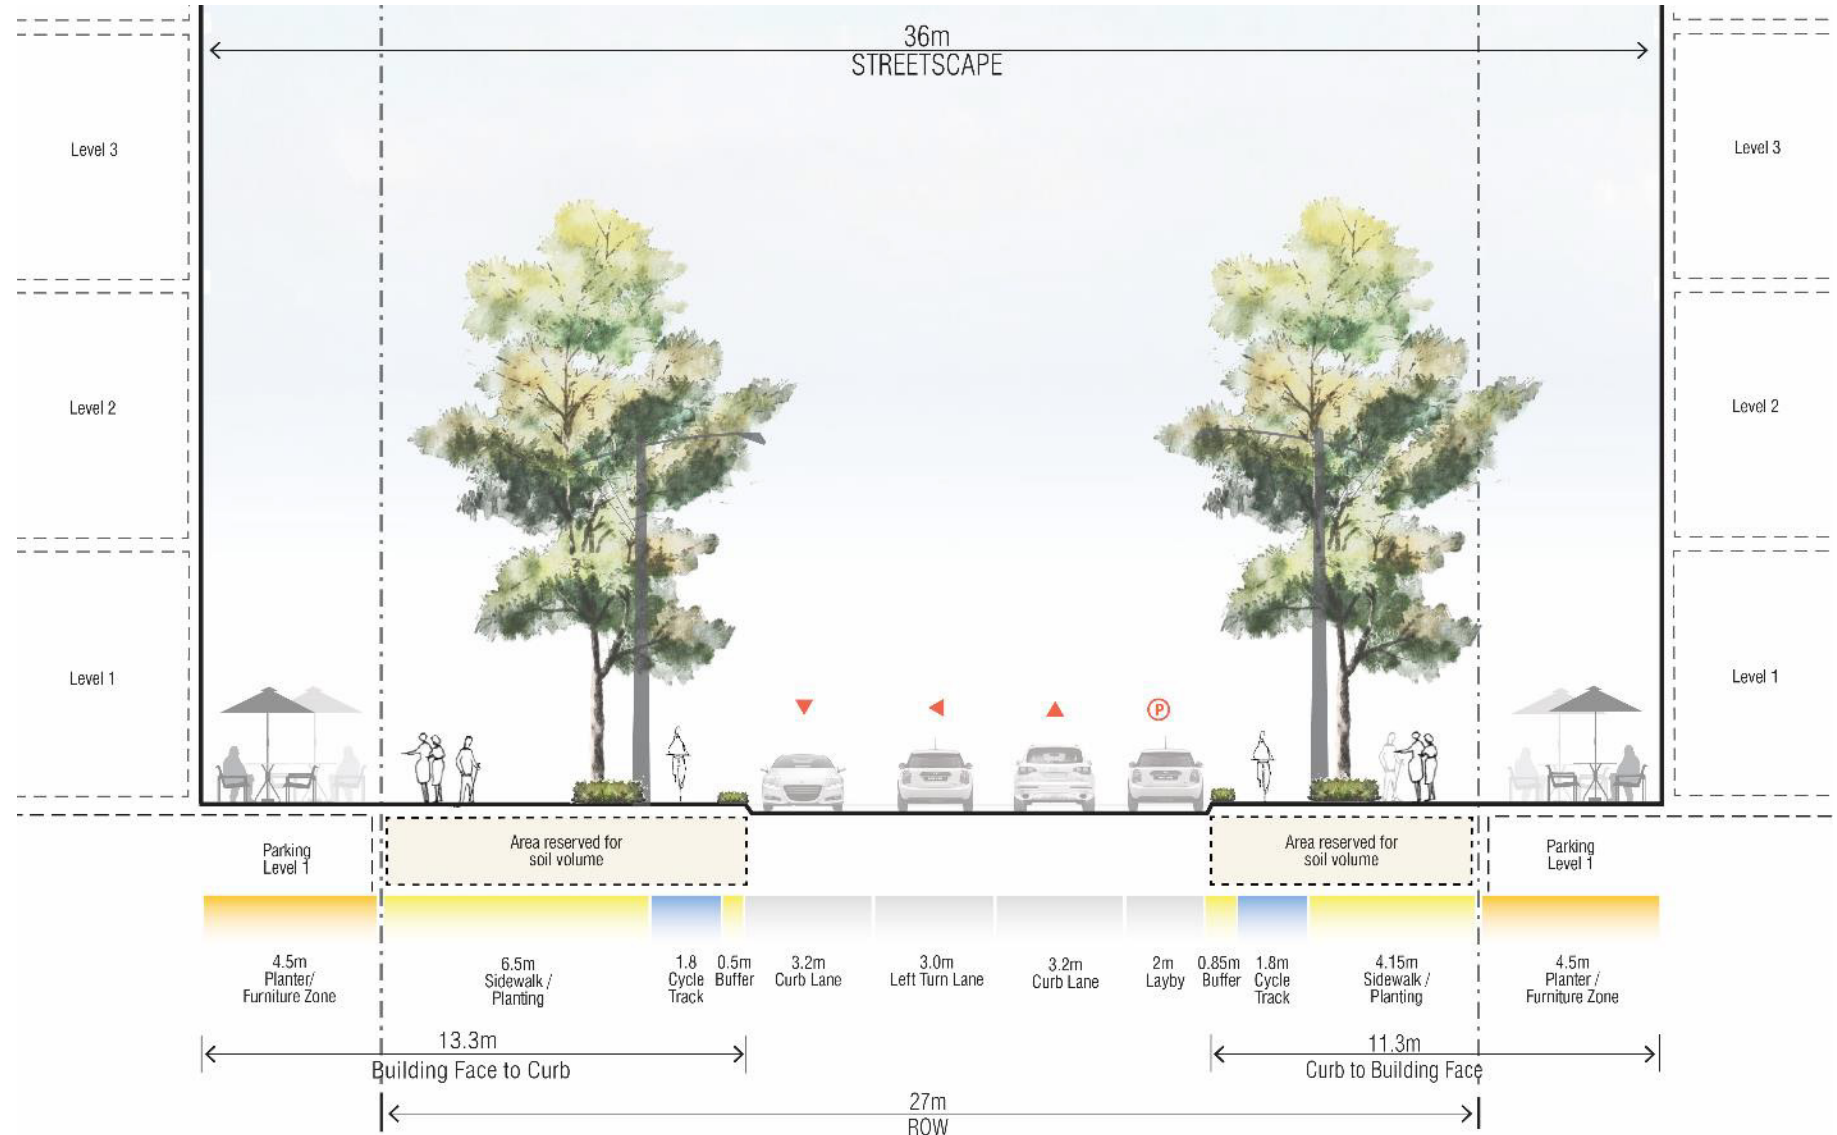 36m
STREETSCAPE
Level 3
Level 3
Level 2
Level 2
Level 1
Level 1
P
Parking
Level 1
Area reserved for
soil volume
Area reserved for
soil volume
Parking
Level 1
4.5m
Planter/
Furniture Zone
6.5m
Sidewalk /
Planting
1.8
Cycle
Track
0.5m
Buffer
3.2m
Curb Lane
3.0m
Left Turn Lane
3.2m
Curb Lane
2m
Layby
0.85m
Buffer
1.8m
Cycle
Track
4.15m
Sidewalk /
Planting
4.5m
Planter /
Furniture Zone
13.3m
Building Face to Curb
11.3m
Curb to Building Face
27m
ROW